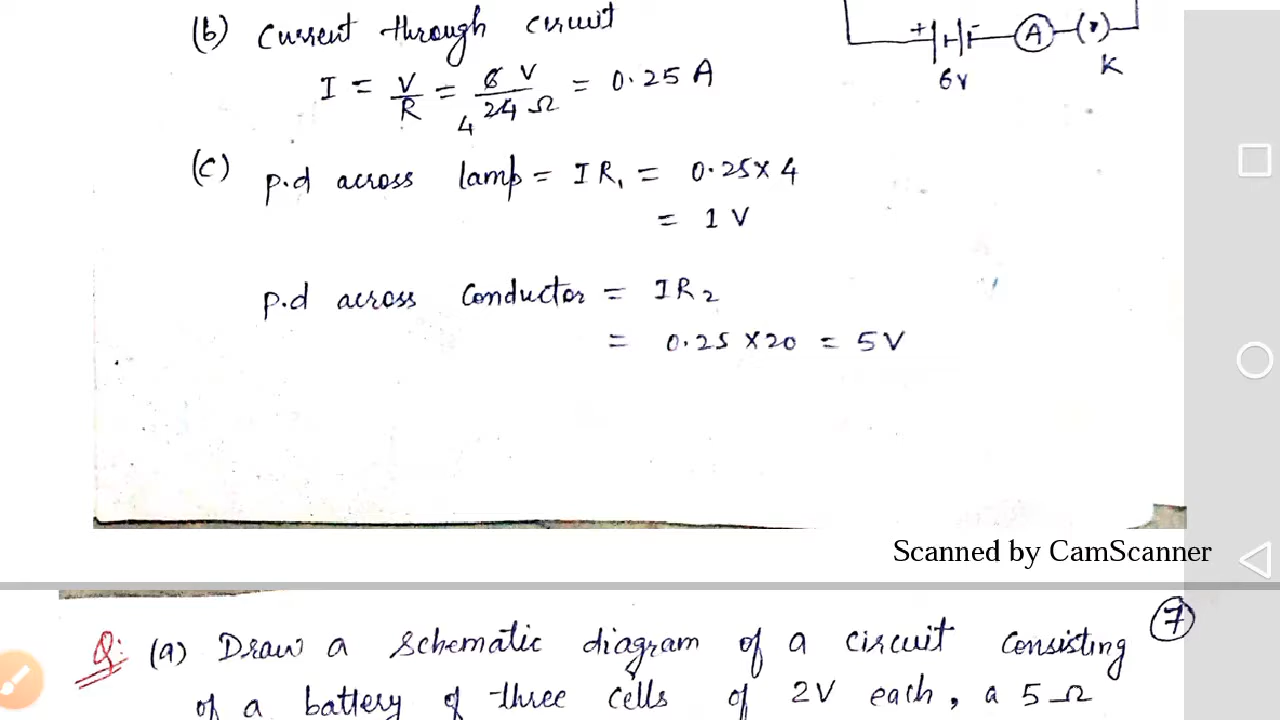 (b) Current through circuit
I = V/R = 6 V / 24 Ω = 0.25 A
4
+ -
A
6V
K
(c) p.d across lamp = IR₁ = 0.25 × 4
= 1 V
p.d across Conductor = IR₂
= 0.25 × 20 = 5V
Scanned by CamScanner
7
Q: (a) Draw a schematic diagram of a circuit consisting
of a battery of three cells of 2V each, a 5 Ω